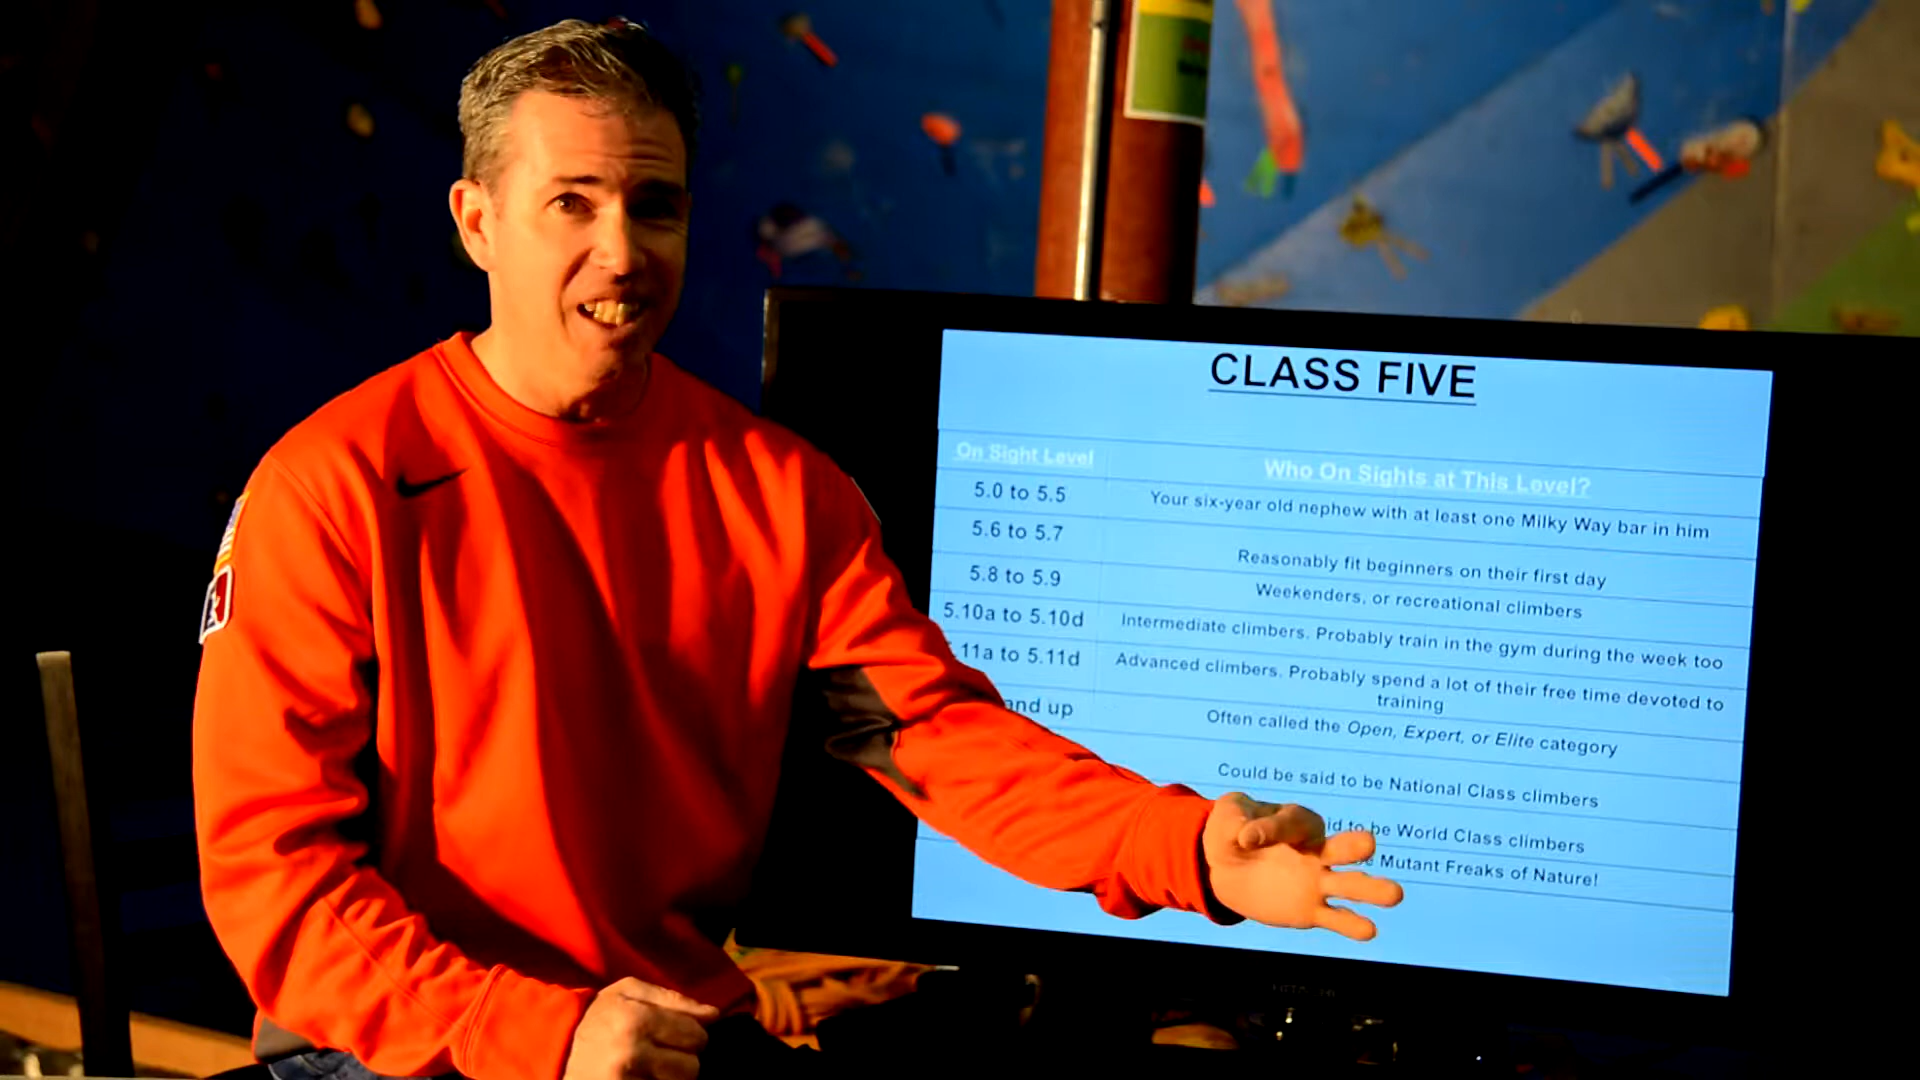 CLASS FIVE
On Sight Level
Who On Sights at This Level?
5.0 to 5.5
Your six-year old nephew with at least one Milky Way bar in him
5.6 to 5.7
Reasonably fit beginners on their first day
5.8 to 5.9
Weekenders, or recreational climbers
5.10a to 5.10d
Intermediate climbers. Probably train in the gym during the week too
.11a to 5.11d
Advanced climbers. Probably spend a lot of their free time devoted to
training
and up
Often called the Open, Expert, or Elite category
Could be said to be National Class climbers
to be World Class climbers
Mutant Freaks of Nature!